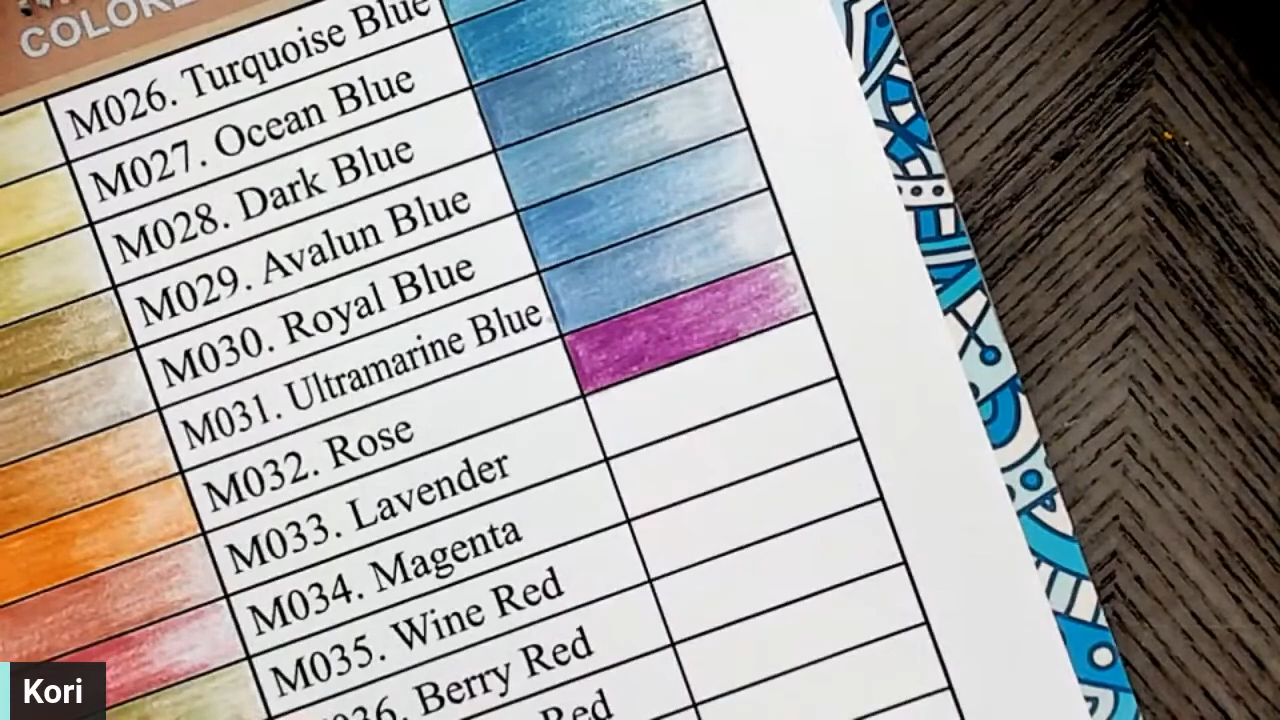 COLORE
M026. Turquoise Blue
M027. Ocean Blue
M028. Dark Blue
M029. Avalun Blue
M030. Royal Blue
M031. Ultramarine Blue
M032. Rose
M033. Lavender
M034. Magenta
M035. Wine Red
036. Berry Red
Red
Kori